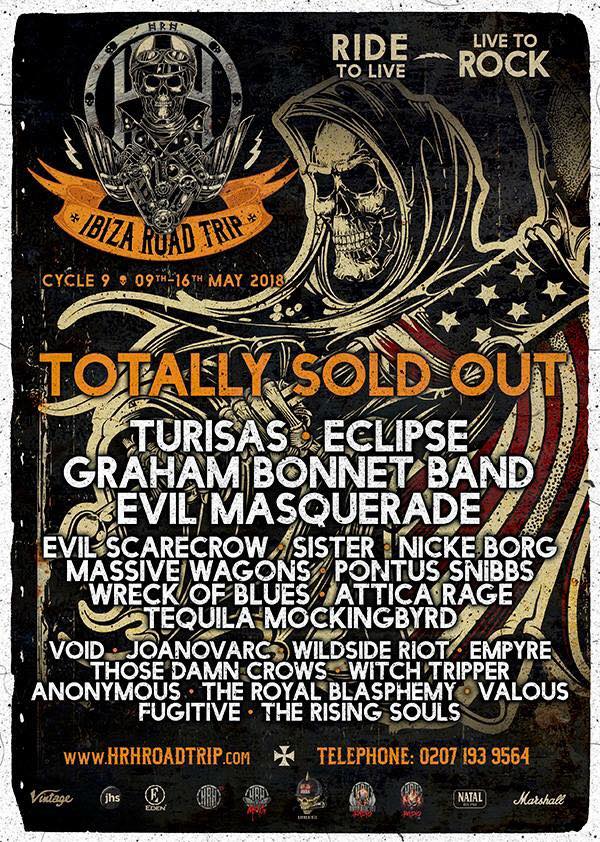 HRH
RIDE
TO LIVE
LIVE TO
ROCK
IBIZA ROAD TRIP
CYCLE 9 09TH-16TH MAY 2018
TOTALLY SOLD OUT
TURISAS • ECLIPSE
GRAHAM BONNET BAND
EVIL MASQUERADE
EVIL SCARECROW • SISTER • NICKE BORG
MASSIVE WAGONS • PONTUS SNIBBS
WRECK OF BLUES • ATTICA RAGE
TEQUILA MOCKINGBYRD
VOID • JOANOVARC • WILDSIDE RIOT • EMPYRE
THOSE DAMN CROWS • WITCH TRIPPER
ANONYMOUS • THE ROYAL BLASPHEMY • VALOUS
FUGITIVE • THE RISING SOULS
WWW.HRHROADTRIP.COM TELEPHONE: 0207 193 9564
Vintage jhs E EDEN HRH HRH NATAL Marshall